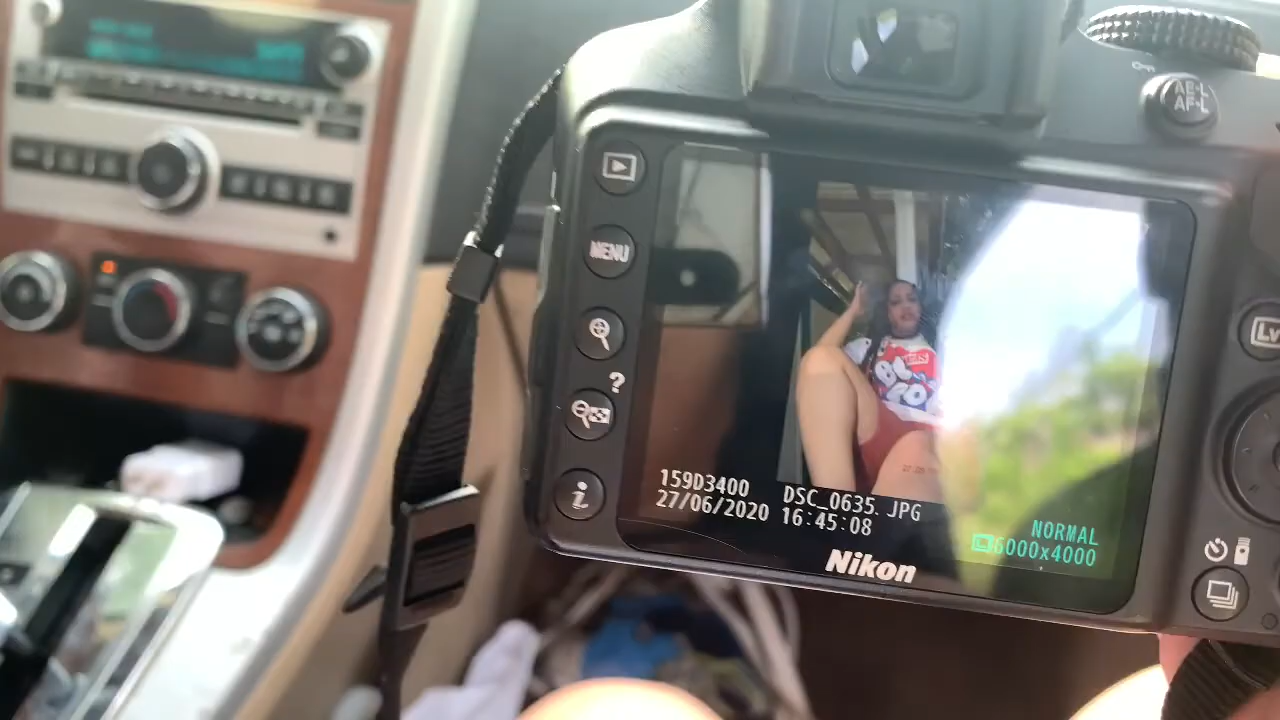 AE-L
AF-L
MENU
?
i
Lv
159D3400 DSC_0635.JPG
27/06/2020 16:45:08
NORMAL
L 6000x4000
Nikon